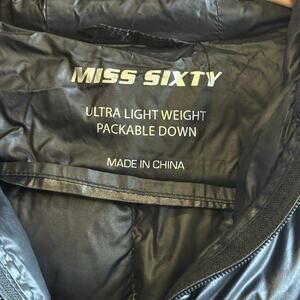 MISS SIXTY
ULTRA LIGHT WEIGHT
PACKABLE DOWN
MADE IN CHINA